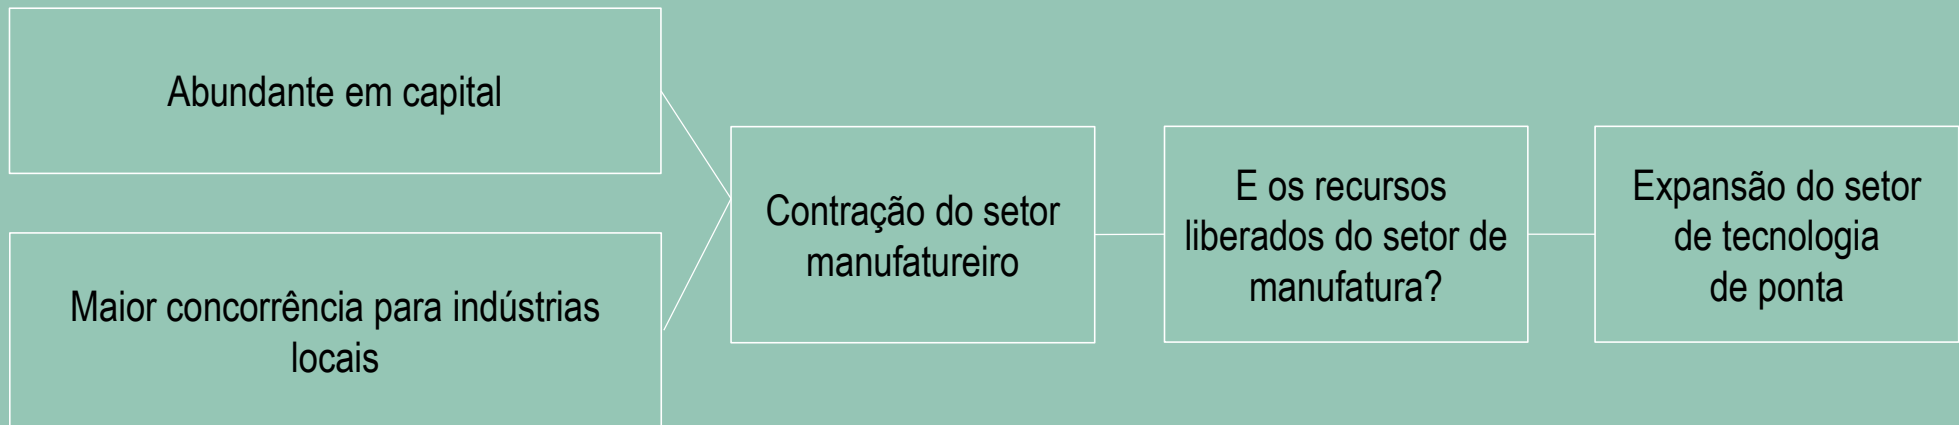 Abundante em capital
Maior concorrência para indústrias
locais
Contração do setor
manufatureiro
E os recursos
liberados do setor de
manufatura?
Expansão do setor
de tecnologia
de ponta